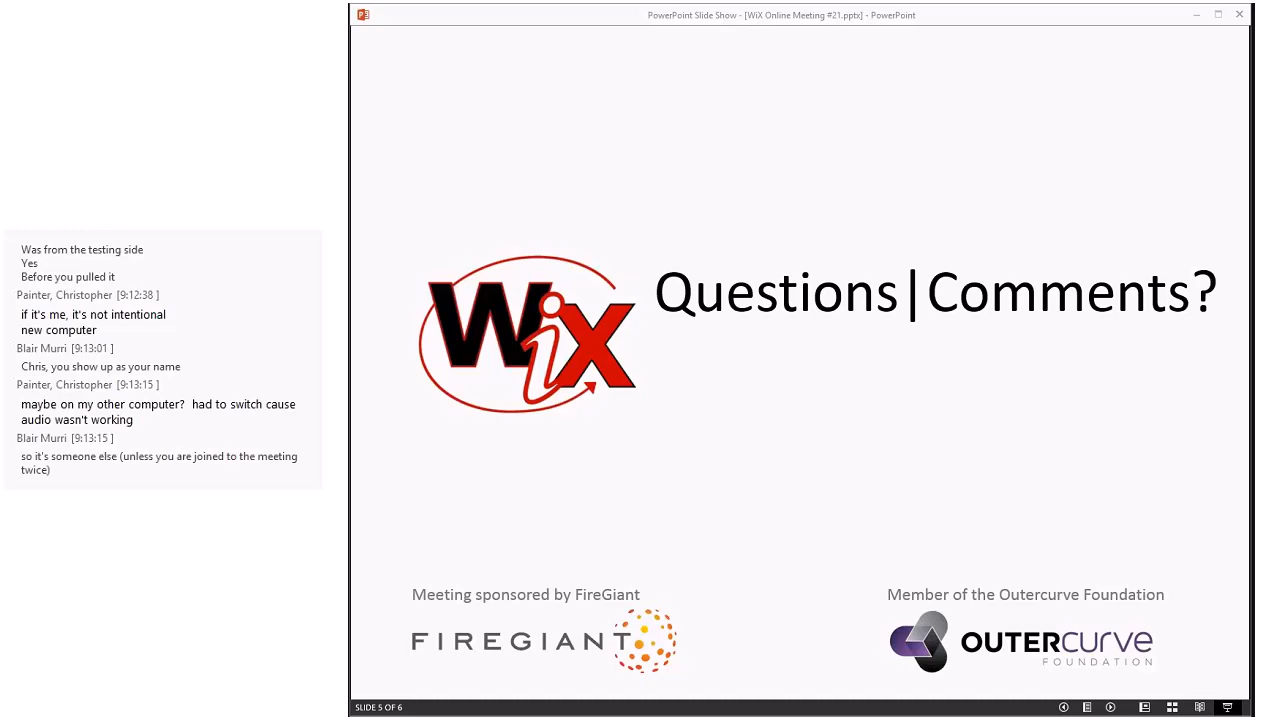 PowerPoint Slide Show - [WiX Online Meeting #21.pptx] - PowerPoint
Was from the testing side
Yes
Before you pulled it
Painter, Christopher [9:12:38 ]
if it's me, it's not intentional
new computer
Blair Murri [9:13:01 ]
Chris, you show up as your name
Painter, Christopher [9:13:15 ]
maybe on my other computer?  had to switch cause
audio wasn't working
Blair Murri [9:13:15 ]
so it's someone else (unless you are joined to the meeting
twice)
WiX
Questions|Comments?
Meeting sponsored by FireGiant
FIREGIANT
Member of the Outercurve Foundation
OUTERCURVE
FOUNDATION
SLIDE 5 OF 6